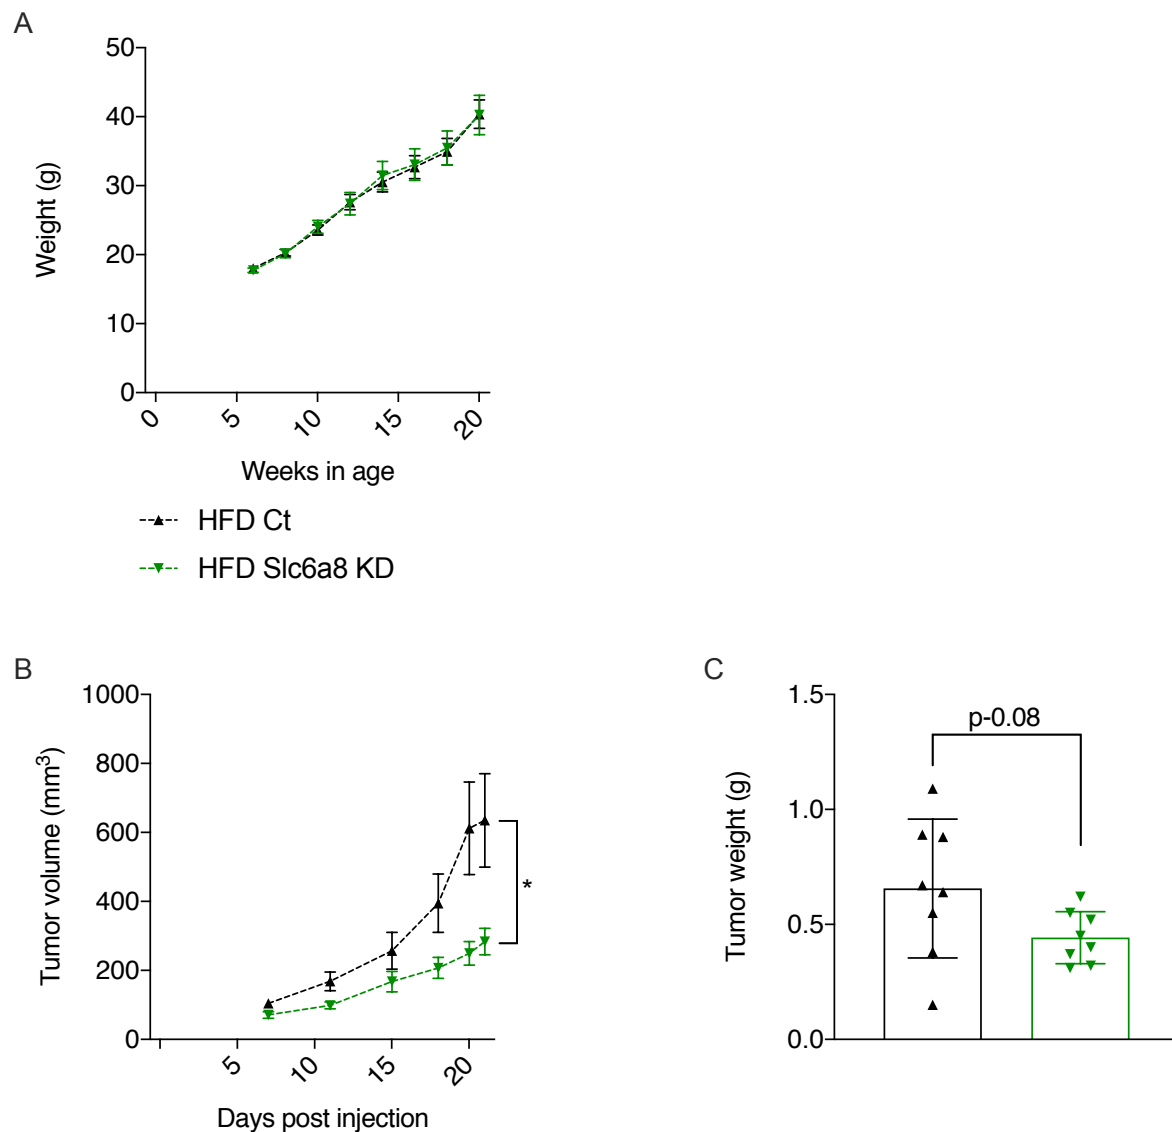 A
50
40
30
20
10
0
Weight (g)
0 5 10 15 20
Weeks in age
HFD Ct
HFD Slc6a8 KD
B
1000
800
600
400
200
0
Tumor volume (mm³)
*
5 10 15 20
Days post injection
C
1.5
1.0
0.5
0.0
Tumor weight (g)
p-0.08